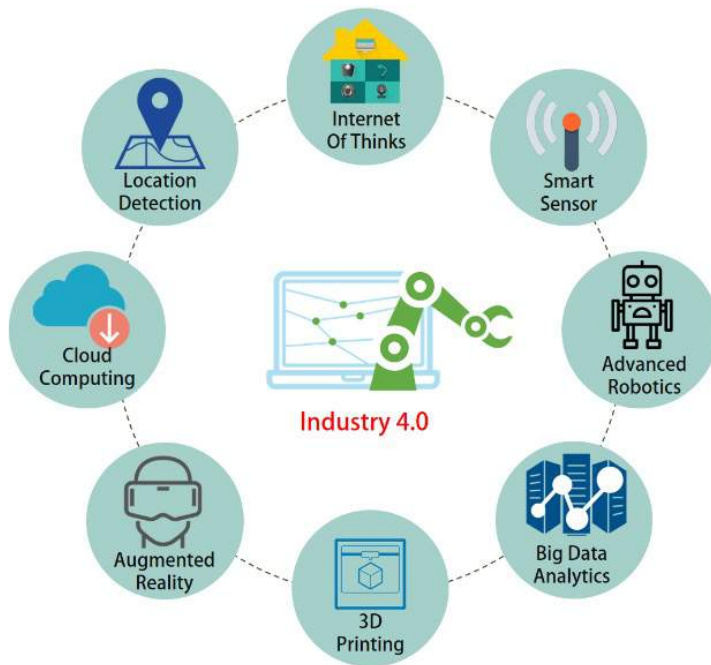 Internet
Of Thinks
Smart
Sensor
Advanced
Robotics
Big Data
Analytics
3D
Printing
Augmented
Reality
Cloud
Computing
Location
Detection
Industry 4.0